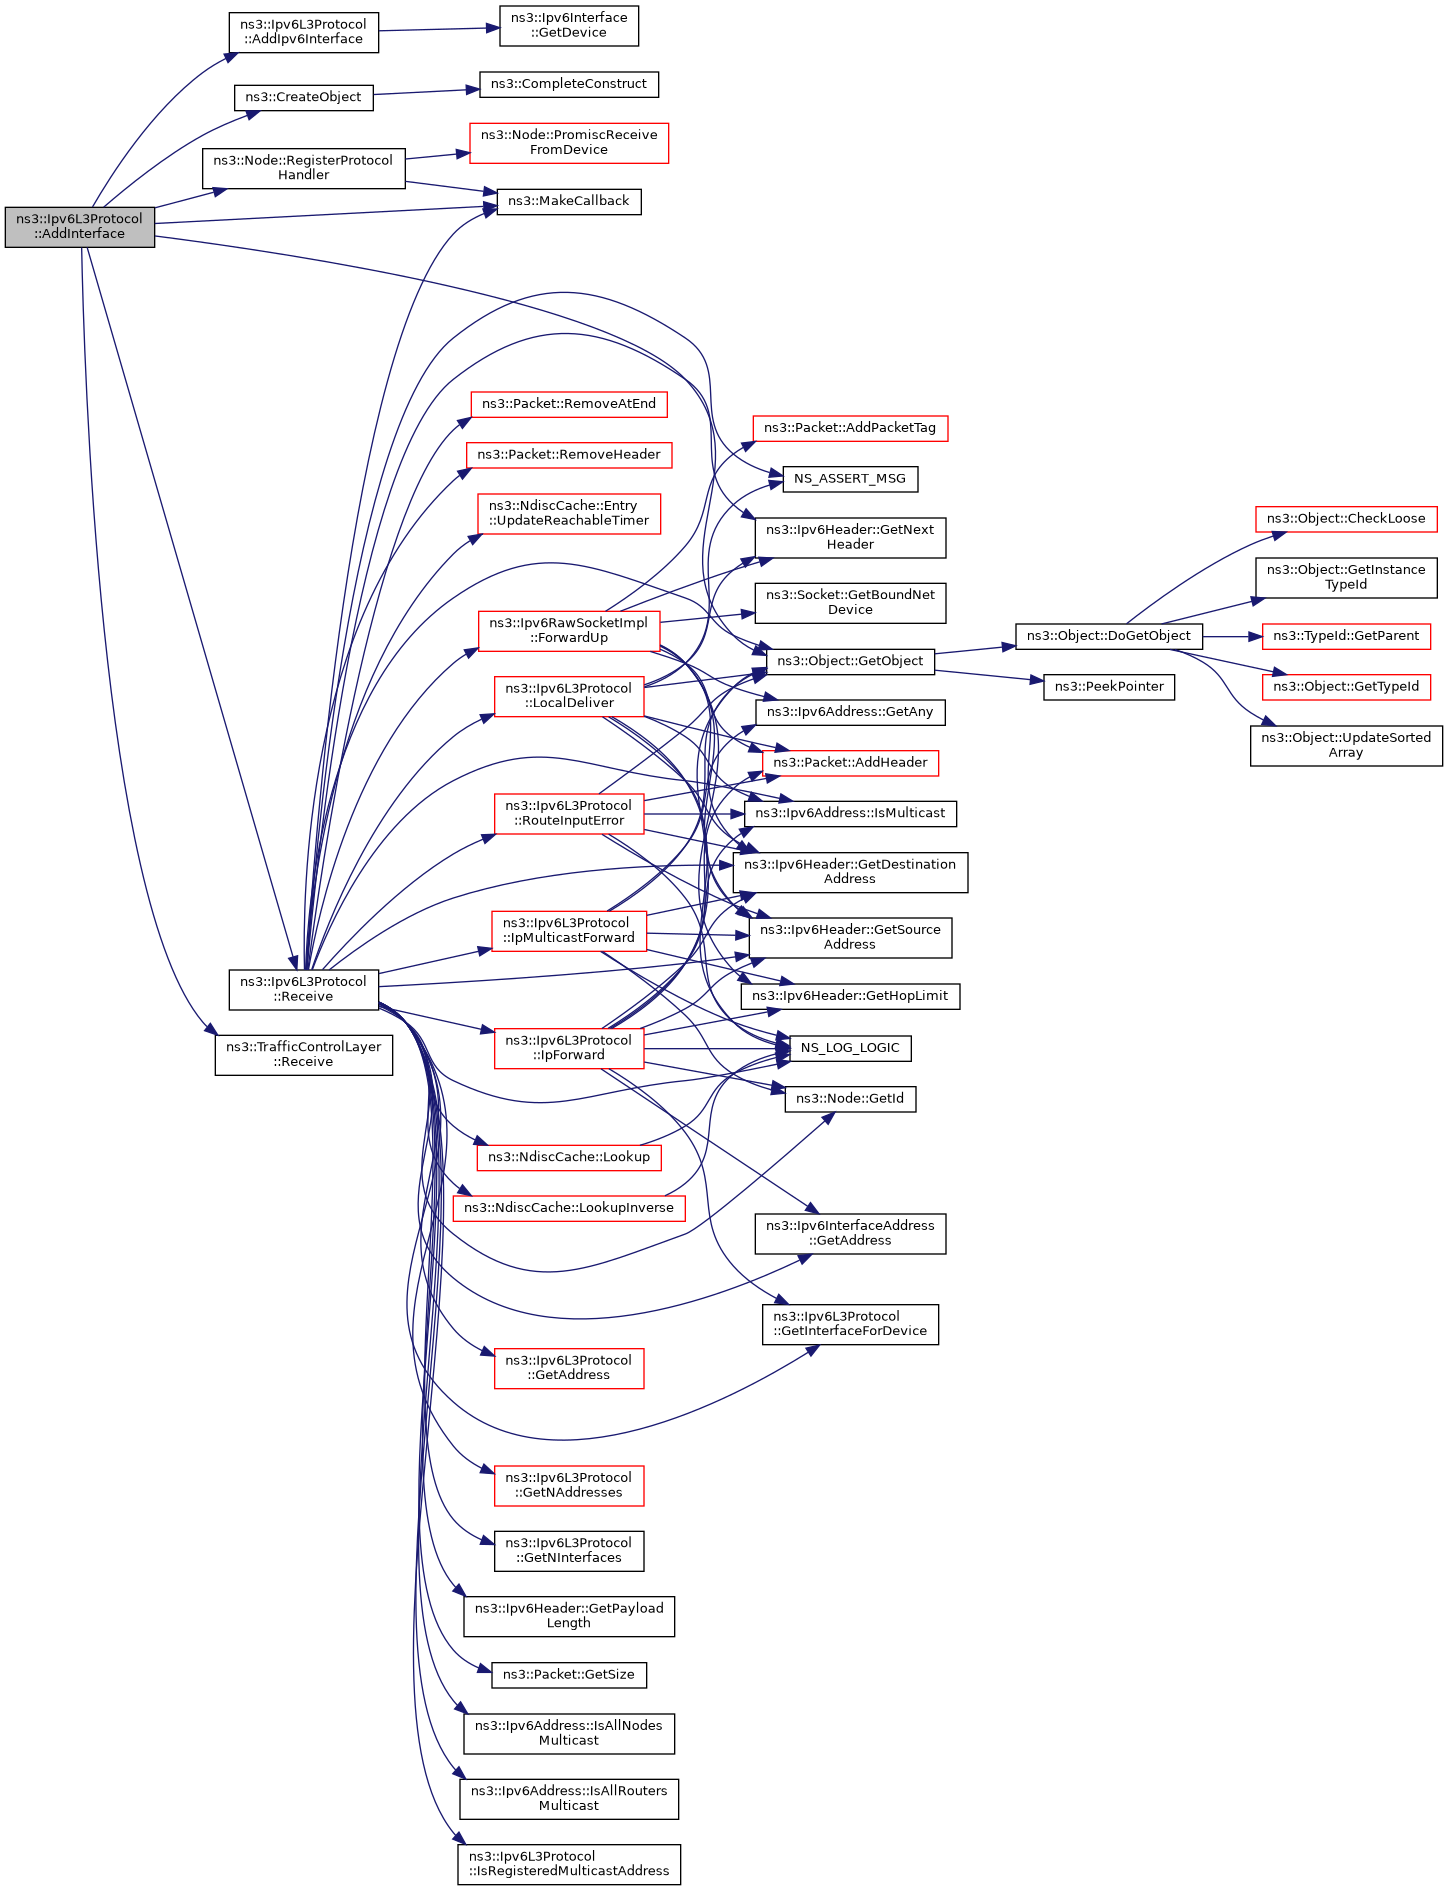 ns3::Ipv6L3Protocol
::AddInterface
ns3::Ipv6L3Protocol
::AddIpv6Interface
ns3::CreateObject
ns3::Node::RegisterProtocol
Handler
ns3::Ipv6L3Protocol
::Receive
ns3::TrafficControlLayer
::Receive
ns3::Ipv6Interface
::GetDevice
ns3::CompleteConstruct
ns3::Node::PromiscReceive
FromDevice
ns3::MakeCallback
ns3::Packet::RemoveAtEnd
ns3::Packet::RemoveHeader
ns3::NdiscCache::Entry
::UpdateReachableTimer
ns3::Ipv6RawSocketImpl
::ForwardUp
ns3::Ipv6L3Protocol
::LocalDeliver
ns3::Ipv6L3Protocol
::RouteInputError
ns3::Ipv6L3Protocol
::IpMulticastForward
ns3::Ipv6L3Protocol
::IpForward
ns3::NdiscCache::Lookup
ns3::NdiscCache::LookupInverse
ns3::Ipv6L3Protocol
::GetAddress
ns3::Ipv6L3Protocol
::GetNAddresses
ns3::Ipv6L3Protocol
::GetNInterfaces
ns3::Ipv6Header::GetPayload
Length
ns3::Packet::GetSize
ns3::Ipv6Address::IsAllNodes
Multicast
ns3::Ipv6Address::IsAllRouters
Multicast
ns3::Ipv6L3Protocol
::IsRegisteredMulticastAddress
ns3::Packet::AddPacketTag
NS_ASSERT_MSG
ns3::Ipv6Header::GetNext
Header
ns3::Socket::GetBoundNet
Device
ns3::Object::GetObject
ns3::Ipv6Address::GetAny
ns3::Packet::AddHeader
ns3::Ipv6Address::IsMulticast
ns3::Ipv6Header::GetDestination
Address
ns3::Ipv6Header::GetSource
Address
ns3::Ipv6Header::GetHopLimit
NS_LOG_LOGIC
ns3::Node::GetId
ns3::Ipv6InterfaceAddress
::GetAddress
ns3::Ipv6L3Protocol
::GetInterfaceForDevice
ns3::Object::DoGetObject
ns3::PeekPointer
ns3::Object::CheckLoose
ns3::Object::GetInstance
TypeId
ns3::TypeId::GetParent
ns3::Object::GetTypeId
ns3::Object::UpdateSorted
Array